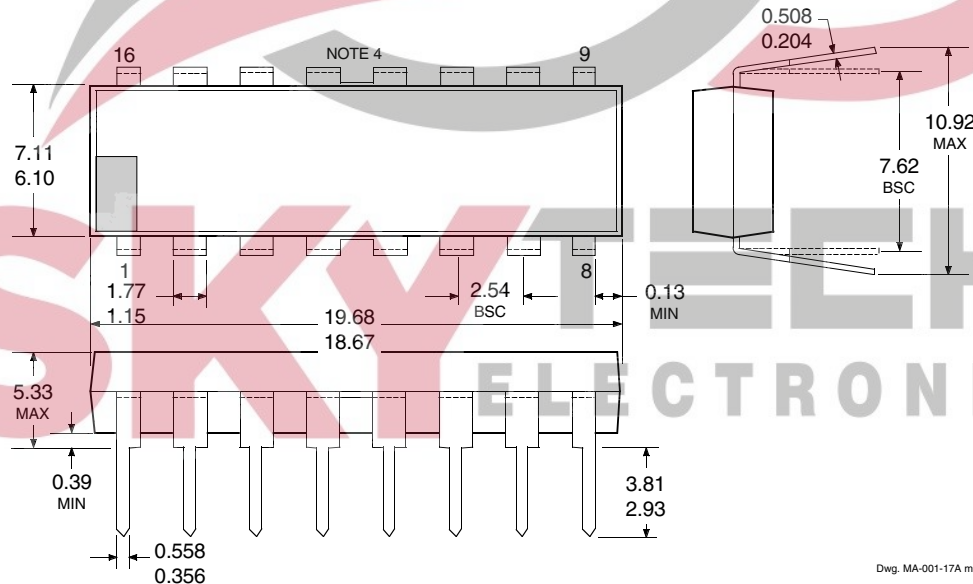 0.508
0.204
16
NOTE 4
9
7.11
6.10
10.92
MAX
7.62
BSC
1
8
1.77
1.15
2.54
BSC
0.13
MIN
19.68
18.67
5.33
MAX
0.39
MIN
3.81
2.93
0.558
0.356
SKYTECH
ELECTRONI
Dwg. MA-001-17A m